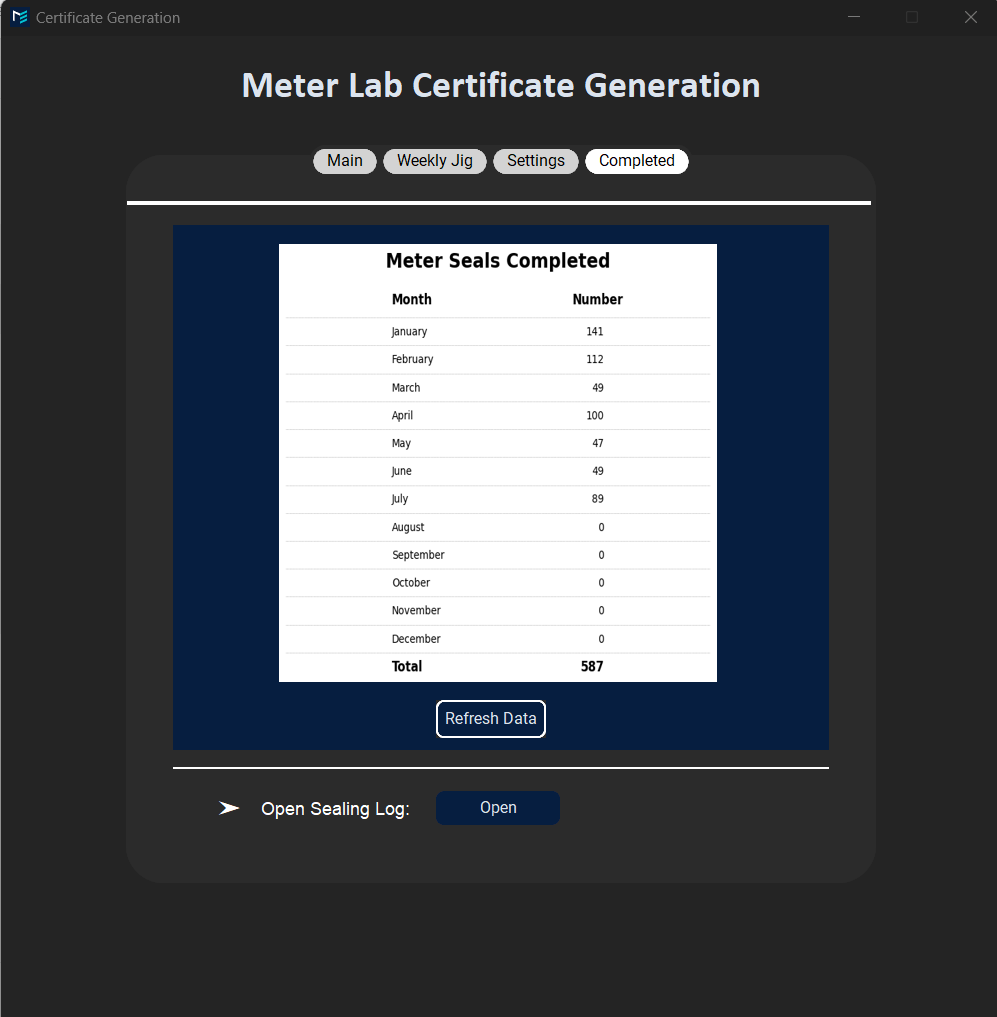 Certificate Generation
Meter Lab Certificate Generation
Main Weekly Jig Settings Completed
Meter Seals Completed
Month Number
January 141
February 112
March 49
April 100
May 47
June 49
July 89
August 0
September 0
October 0
November 0
December 0
Total 587
Refresh Data
Open Sealing Log: Open